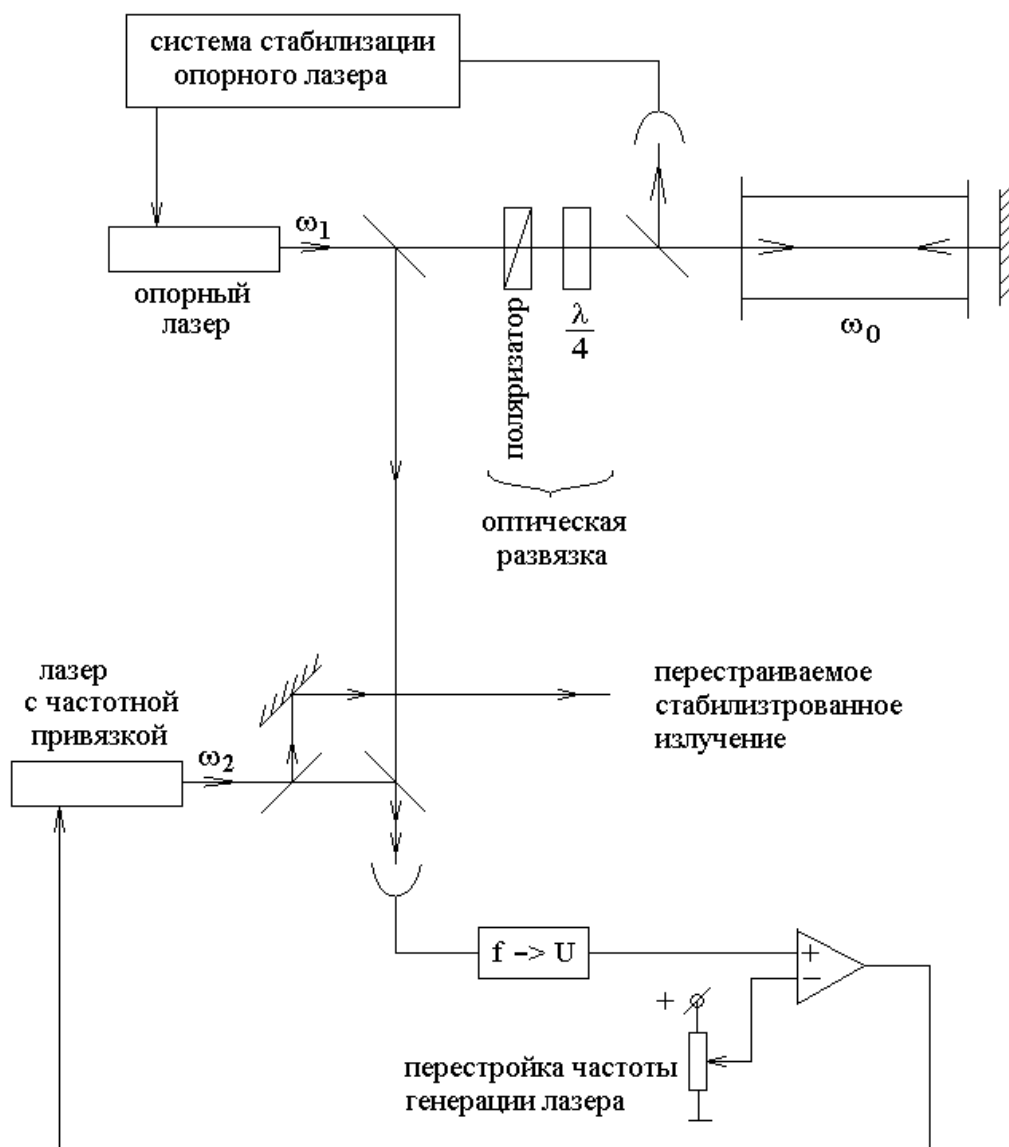 система стабилизации
опорного лазера
ω1
опорный
лазер
поляризатор
λ
4
ω0
оптическая
развязка
лазер
с частотной
привязкой
ω2
перестраиваемое
стабилизтрованное
излучение
f –> U
+
–
+
перестройка частоты
генерации лазера